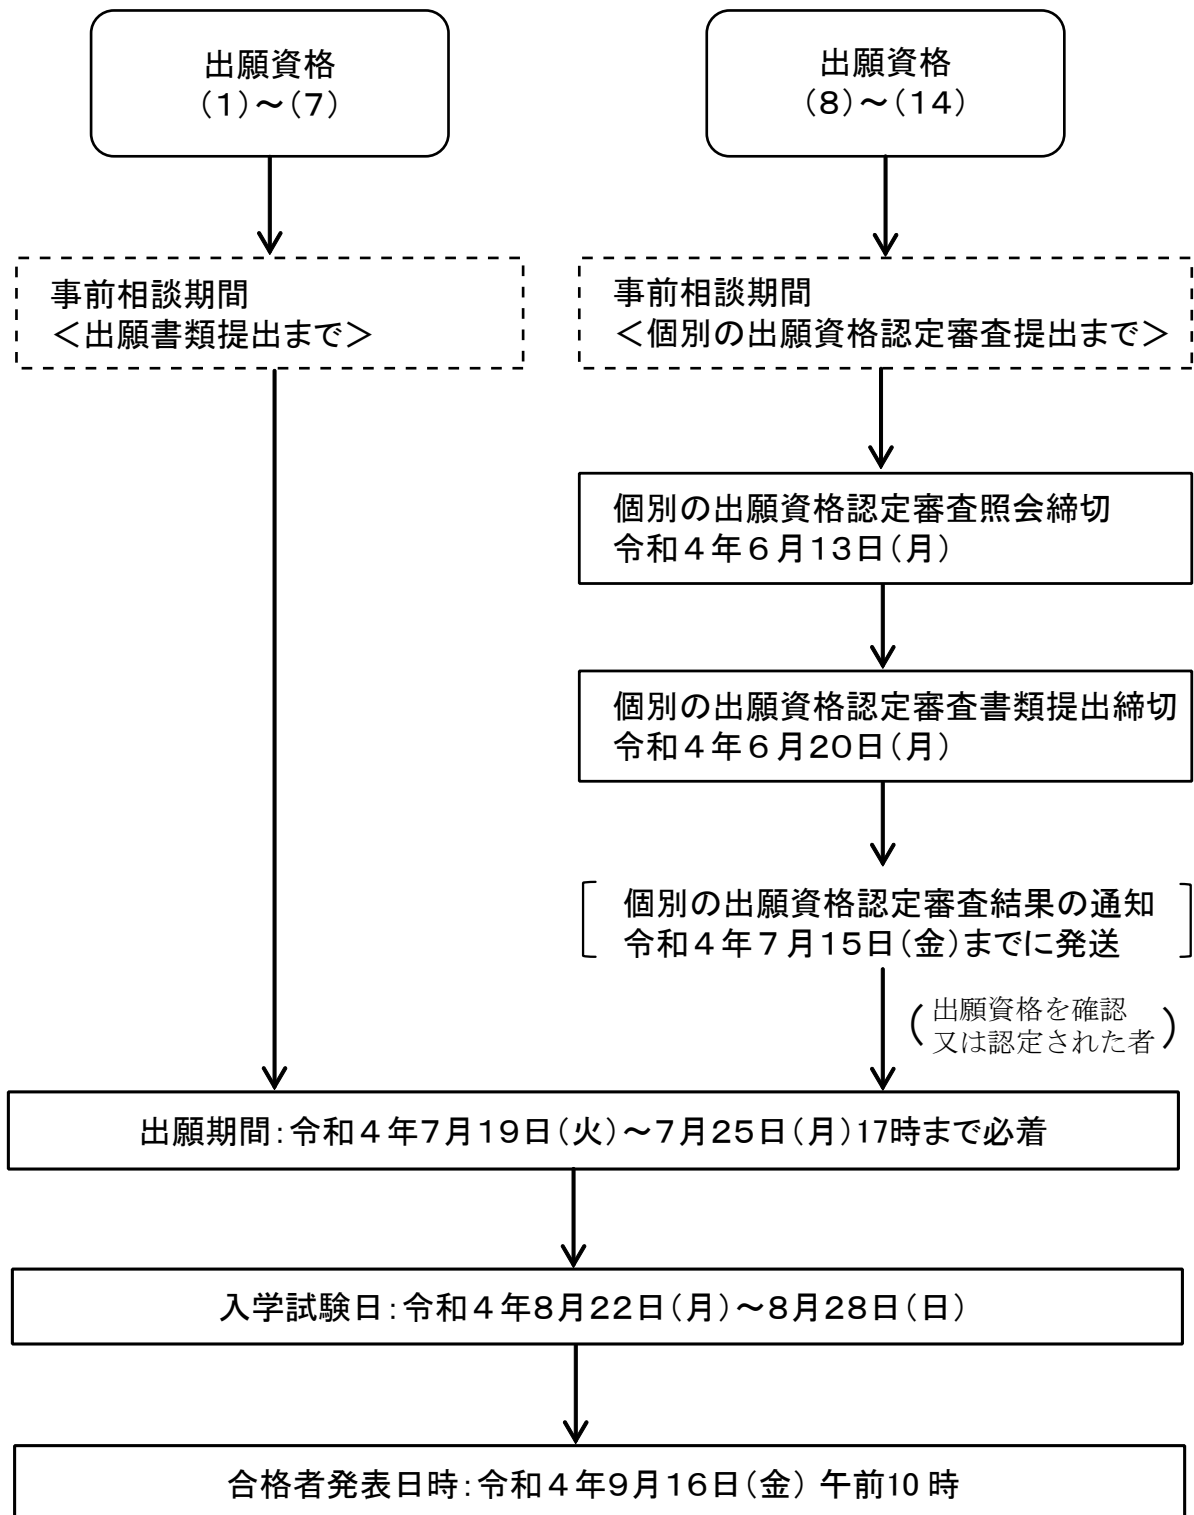 出願資格
(1)～(7)
出願資格
(8)～(14)
事前相談期間
＜出願書類提出まで＞
事前相談期間
＜個別の出願資格認定審査提出まで＞
個別の出願資格認定審査照会締切
令和４年６月13日(月)
個別の出願資格認定審査書類提出締切
令和４年６月20日(月)
個別の出願資格認定審査結果の通知
令和４年７月15日(金)までに発送
(出願資格を確認
又は認定された者)
出願期間:令和４年7月19日(火)～7月25日(月)17時まで必着
入学試験日:令和４年8月22日(月)～8月28日(日)
合格者発表日時:令和４年9月16日(金) 午前10時